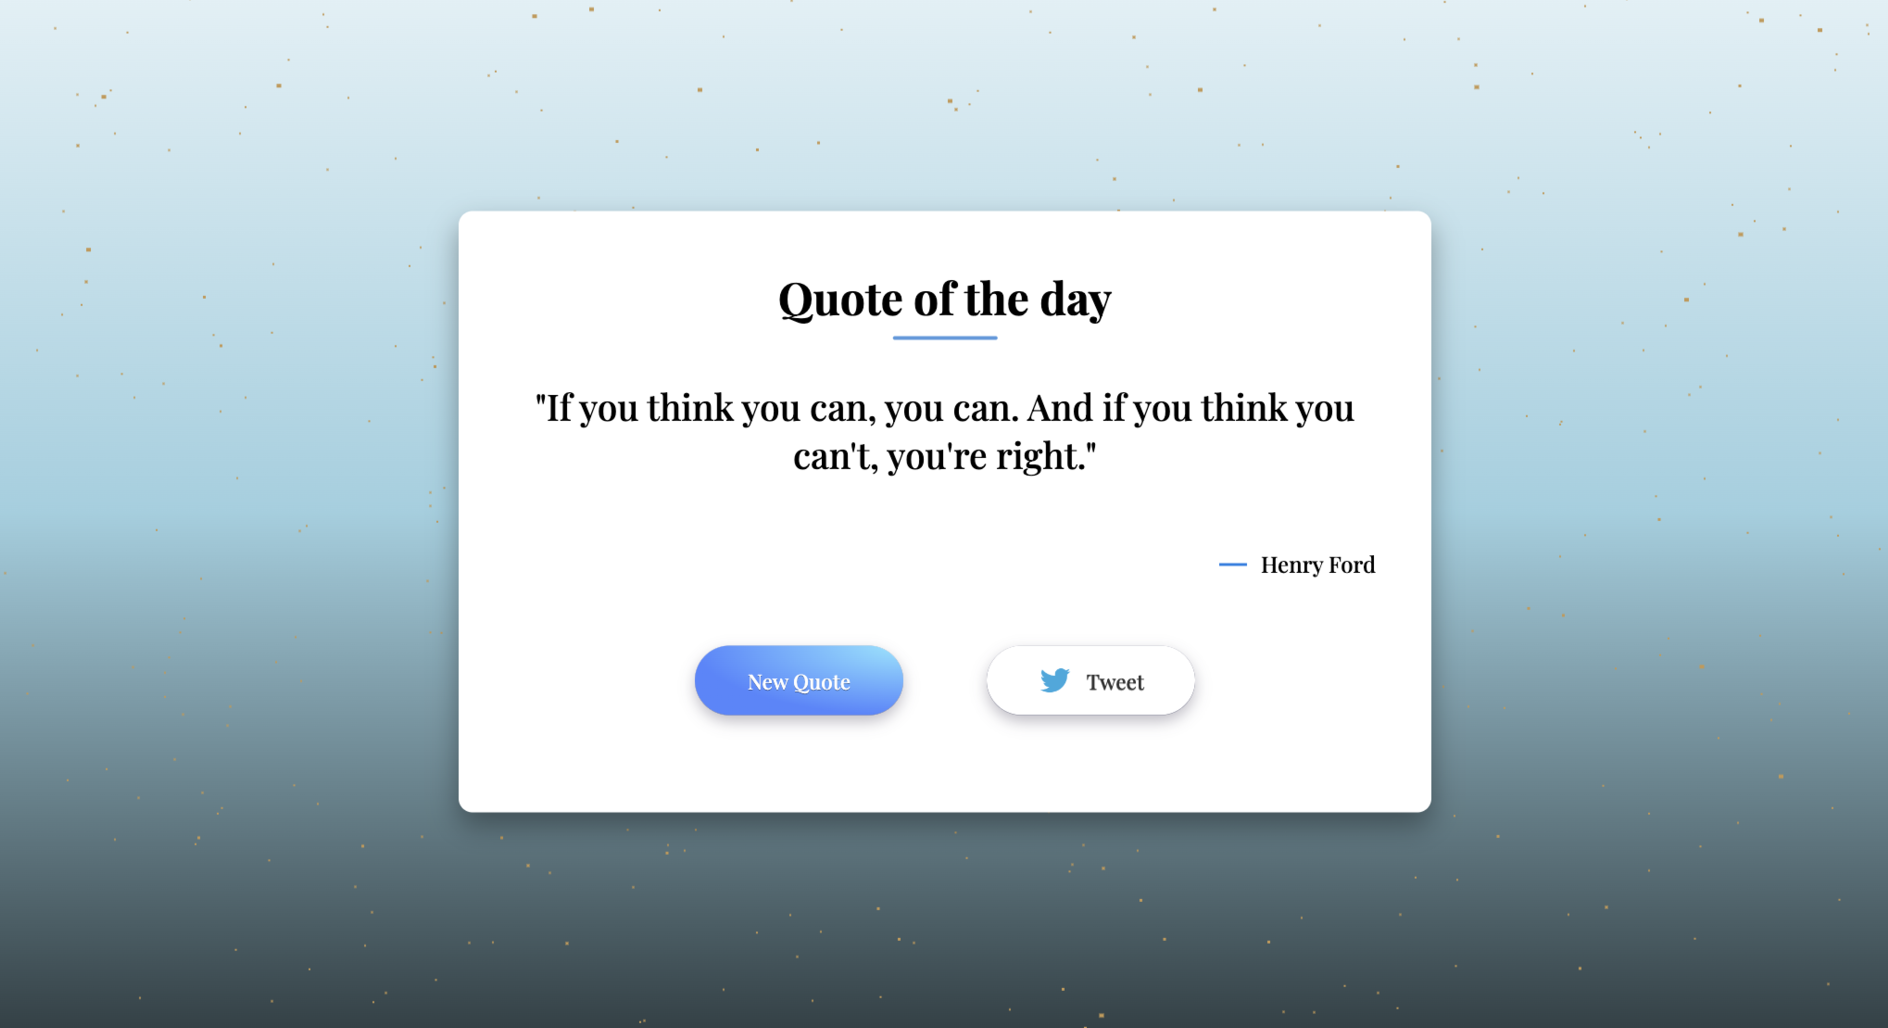 Quote of the day
"If you think you can, you can. And if you think you
can't, you're right."
— Henry Ford
New Quote
Tweet